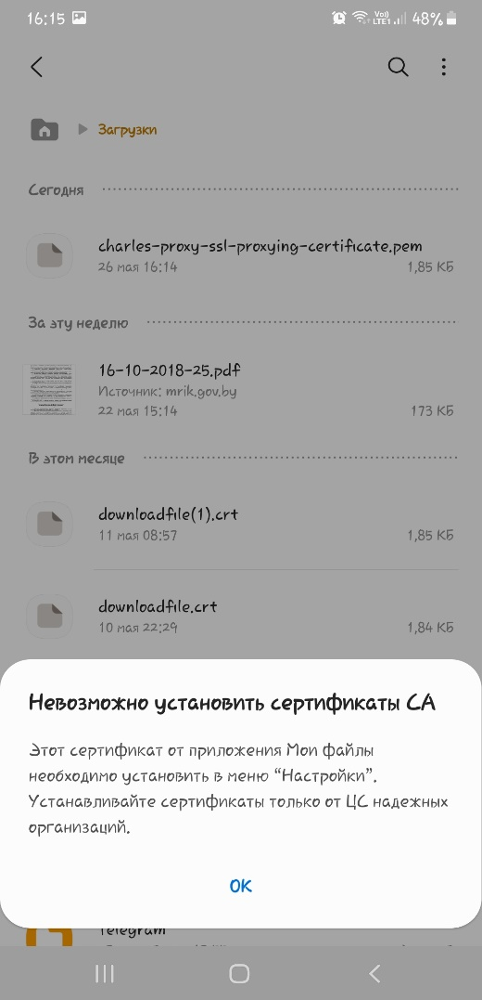 16:15 Vo)) LTE1 48%
Загрузки
Сегодня
charles-proxy-ssl-proxying-certificate.pem
26 мая 16:14 1,85 КБ
За эту неделю
16-10-2018-25.pdf
Источник: mrik.gov.by
22 мая 15:14 173 КБ
В этом месяце
downloadfile(1).crt
11 мая 08:57 1,85 КБ
downloadfile.crt
10 мая 22:29 1,84 КБ
Невозможно установить сертификаты CA
Этот сертификат от приложения Мои файлы
необходимо установить в меню “Настройки”.
Устанавливайте сертификаты только от ЦС надежных
организаций.
ОК
Telegram